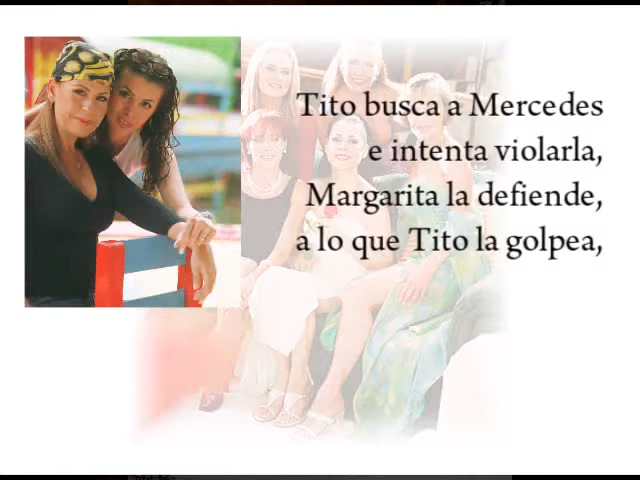 Tito busca a Mercedes
e intenta violarla,
Margarita la defiende,
a lo que Tito la golpea,